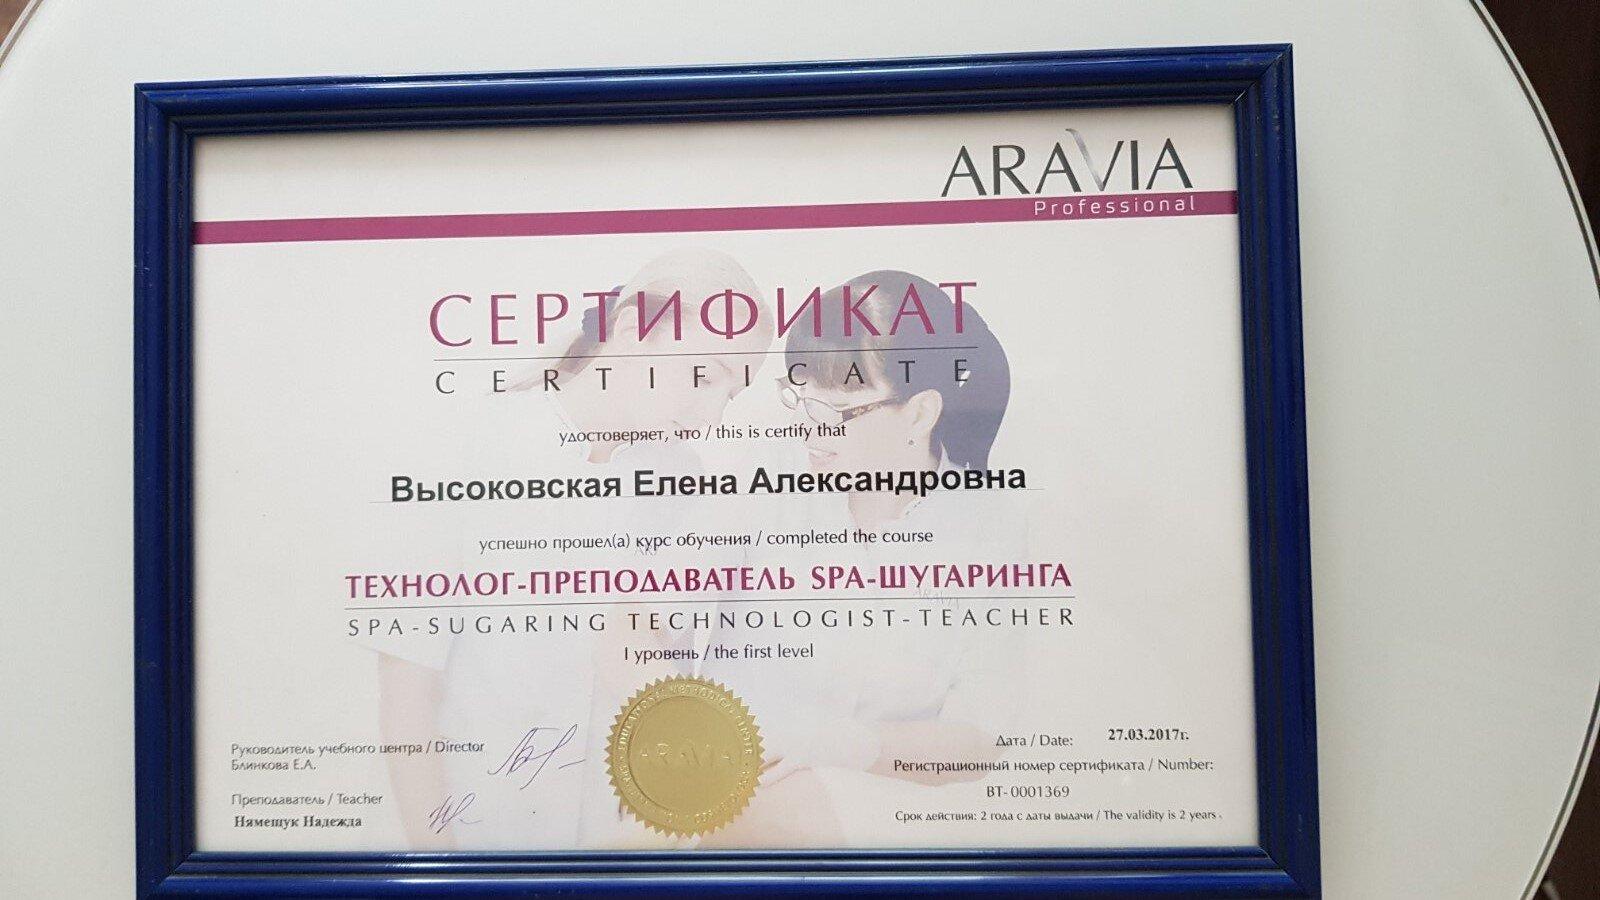 ARAVIA
Professional
СЕРТИФИКАТ
CERTIFICATE
удостоверяет, что / this is certify that
Высоковская Елена Александровна
успешно прошел(а) курс обучения / completed the course
ТЕХНОЛОГ-ПРЕПОДАВАТЕЛЬ SPA-ШУГАРИНГА
SPA-SUGARING TECHNOLOGIST-TEACHER
I уровень / the first level
Руководитель учебного центра / Director
Блинкова Е.А.
Преподаватель / Teacher
Нямешук Надежда
ARAVIA
Дата / Date: 27.03.2017г.
Регистрационный номер сертификата / Number:
BT-0001369
Срок действия: 2 года с даты выдачи / The validity is 2 years.